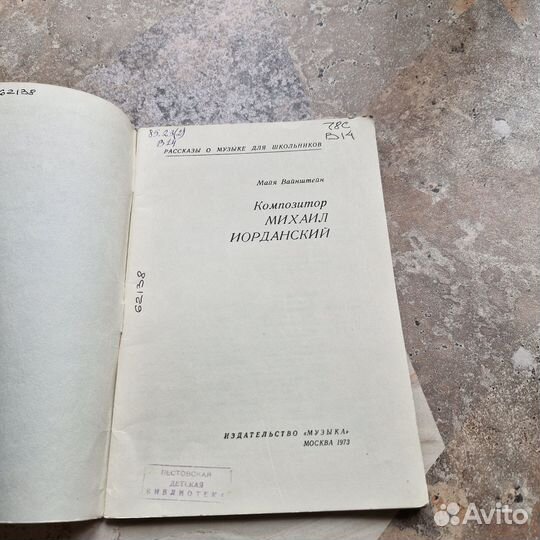 62138
85.23(2)
В14
78С
В14
РАССКАЗЫ О МУЗЫКЕ ДЛЯ ШКОЛЬНИКОВ
Майя Вайнштейн
Композитор
МИХАИЛ
ИОРДАНСКИЙ
62138
ИЗДАТЕЛЬСТВО «МУЗЫКА»
МОСКВА 1973
ПЕСТОВСКАЯ
ДЕТСКАЯ
БИБЛИОТЕКА
Avito